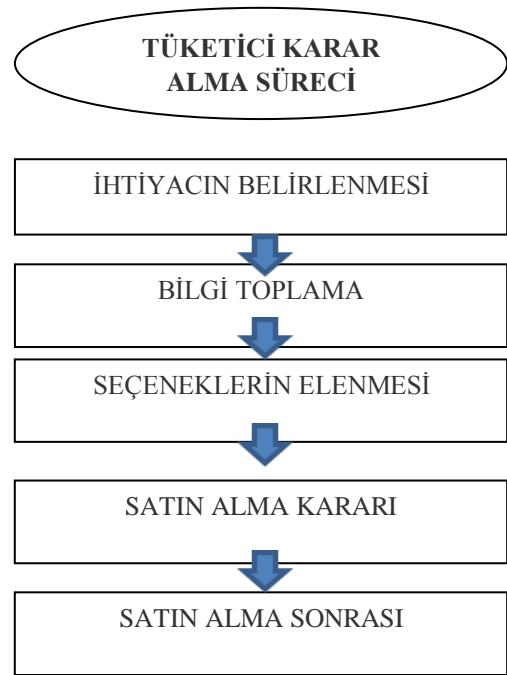 TÜKETİCİ KARAR
ALMA SÜRECİ
İHTİYACIN BELİRLENMESİ
BİLGİ TOPLAMA
SEÇENEKLERİN ELENMESİ
SATIN ALMA KARARI
SATIN ALMA SONRASI